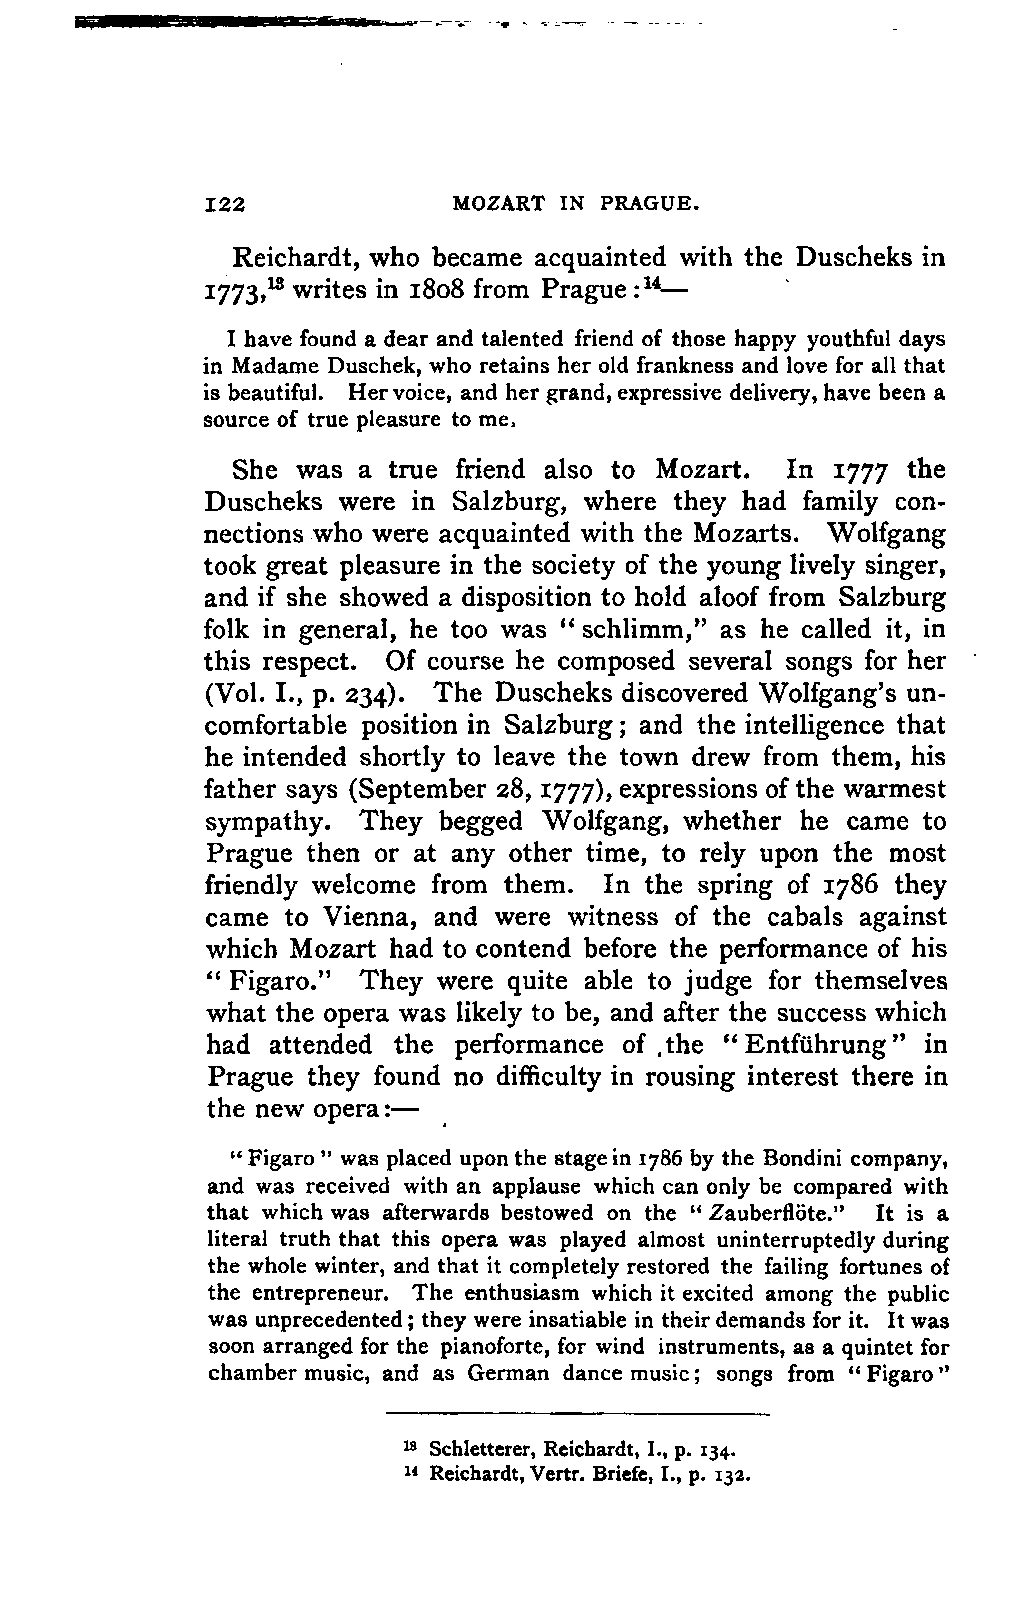 122 MOZART IN PRAGUE.
Reichardt, who became acquainted with the Duscheks in
1773,¹³ writes in 1808 from Prague :¹⁴—
I have found a dear and talented friend of those happy youthful days
in Madame Duschek, who retains her old frankness and love for all that
is beautiful. Her voice, and her grand, expressive delivery, have been a
source of true pleasure to me.
She was a true friend also to Mozart. In 1777 the
Duscheks were in Salzburg, where they had family con-
nections who were acquainted with the Mozarts. Wolfgang
took great pleasure in the society of the young lively singer,
and if she showed a disposition to hold aloof from Salzburg
folk in general, he too was “ schlimm,” as he called it, in
this respect. Of course he composed several songs for her
(Vol. I., p. 234). The Duscheks discovered Wolfgang’s un-
comfortable position in Salzburg ; and the intelligence that
he intended shortly to leave the town drew from them, his
father says (September 28, 1777), expressions of the warmest
sympathy. They begged Wolfgang, whether he came to
Prague then or at any other time, to rely upon the most
friendly welcome from them. In the spring of 1786 they
came to Vienna, and were witness of the cabals against
which Mozart had to contend before the performance of his
“ Figaro.” They were quite able to judge for themselves
what the opera was likely to be, and after the success which
had attended the performance of the “ Entführung ” in
Prague they found no difficulty in rousing interest there in
the new opera :—
“ Figaro ” was placed upon the stage in 1786 by the Bondini company,
and was received with an applause which can only be compared with
that which was afterwards bestowed on the “ Zauberflöte.” It is a
literal truth that this opera was played almost uninterruptedly during
the whole winter, and that it completely restored the failing fortunes of
the entrepreneur. The enthusiasm which it excited among the public
was unprecedented ; they were insatiable in their demands for it. It was
soon arranged for the pianoforte, for wind instruments, as a quintet for
chamber music, and as German dance music ; songs from “ Figaro ”
¹³ Schletterer, Reichardt, I., p. 134.
¹⁴ Reichardt, Vertr. Briefe, I., p. 132.